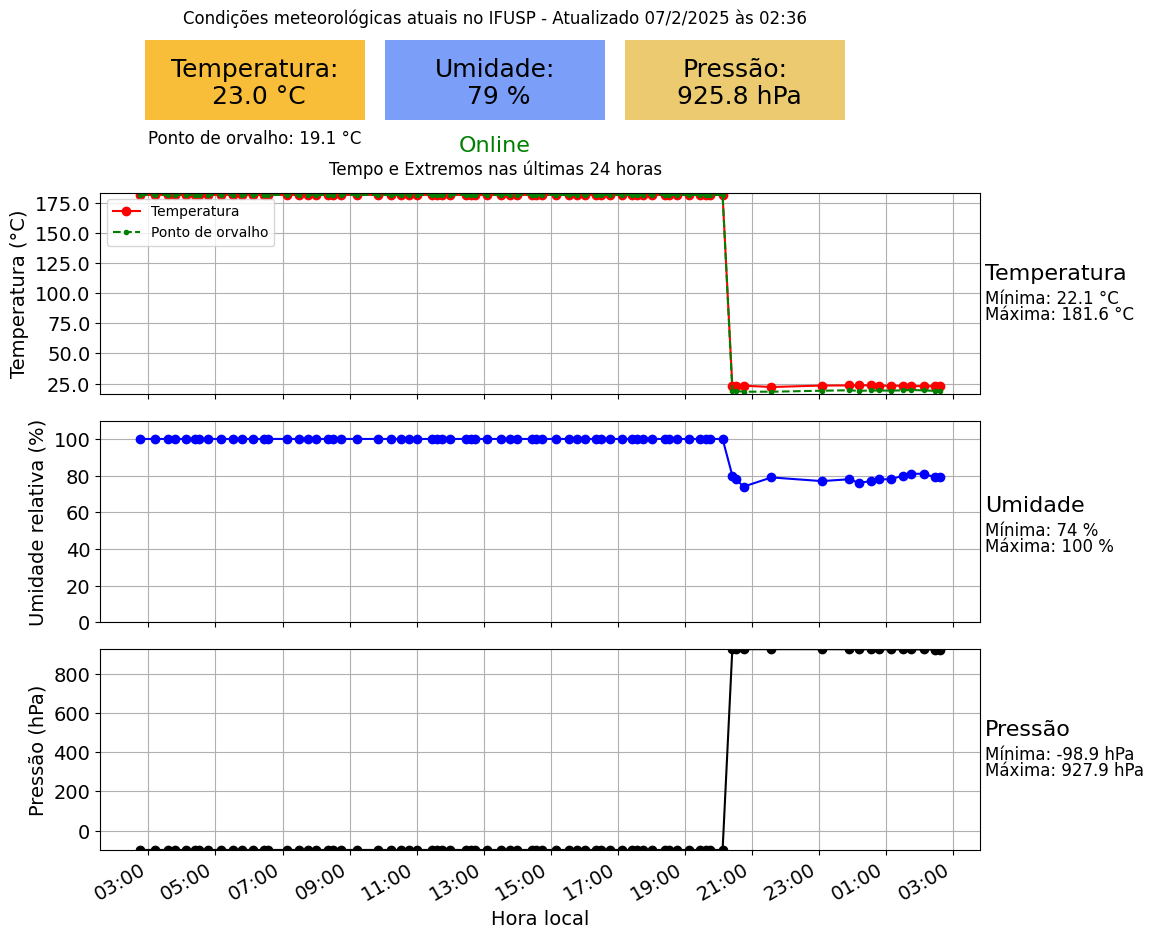 Condições meteorológicas atuais no IFUSP - Atualizado 07/2/2025 às 02:36
Temperatura:
23.0 °C
Umidade:
79 %
Pressão:
925.8 hPa
Ponto de orvalho: 19.1 °C
Online
Tempo e Extremos nas últimas 24 horas
Temperatura (°C)
175.0
150.0
125.0
100.0
75.0
50.0
25.0
Temperatura
Ponto de orvalho
Temperatura
Mínima: 22.1 °C
Máxima: 181.6 °C
Umidade relativa (%)
100
80
60
40
20
0
Umidade
Mínima: 74 %
Máxima: 100 %
Pressão (hPa)
800
600
400
200
0
Pressão
Mínima: -98.9 hPa
Máxima: 927.9 hPa
03:00 05:00 07:00 09:00 11:00 13:00 15:00 17:00 19:00 21:00 23:00 01:00 03:00
Hora local